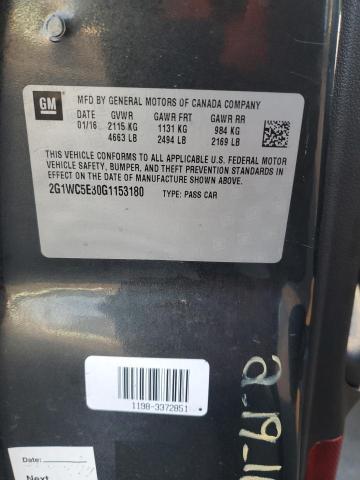 GM
MFD BY GENERAL MOTORS OF CANADA COMPANY
DATE GVWR GAWR FRT GAWR RR
01/16 2115 KG 1131 KG 984 KG
4663 LB 2494 LB 2169 LB
THIS VEHICLE CONFORMS TO ALL APPLICABLE U.S. FEDERAL MOTOR
VEHICLE SAFETY, BUMPER, AND THEFT PREVENTION STANDARDS
IN EFFECT ON THE DATE OF MANUFACTURE SHOWN ABOVE.
2G1WC5E30G1153180 TYPE: PASS CAR
1198-3372851
Date:
Next